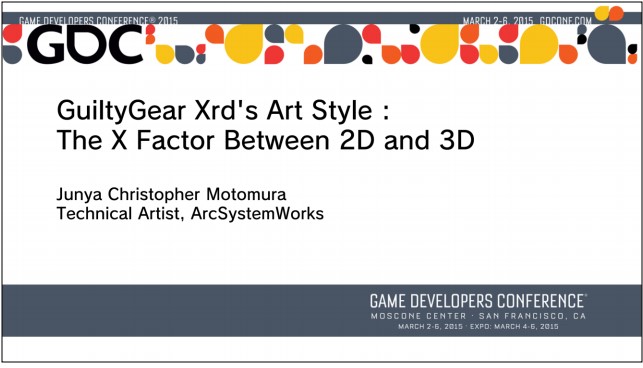 GAME DEVELOPERS CONFERENCE® 2015
MARCH 2-6, 2015 GDCONF.COM
GDC
GuiltyGear Xrd's Art Style :
The X Factor Between 2D and 3D
Junya Christopher Motomura
Technical Artist, ArcSystemWorks
GAME DEVELOPERS CONFERENCE®
MOSCONE CENTER · SAN FRANCISCO, CA
MARCH 2-6, 2015 · EXPO: MARCH 4-6, 2015